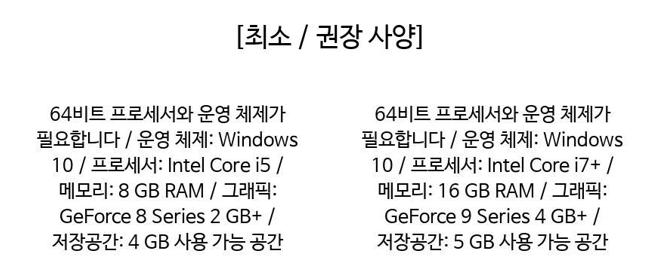 [최소 / 권장 사양]
64비트 프로세서와 운영 체제가
필요합니다 / 운영 체제: Windows
10 / 프로세서: Intel Core i5 /
메모리: 8 GB RAM / 그래픽:
GeForce 8 Series 2 GB+ /
저장공간: 4 GB 사용 가능 공간
64비트 프로세서와 운영 체제가
필요합니다 / 운영 체제: Windows
10 / 프로세서: Intel Core i7+ /
메모리: 16 GB RAM / 그래픽:
GeForce 9 Series 4 GB+ /
저장공간: 5 GB 사용 가능 공간